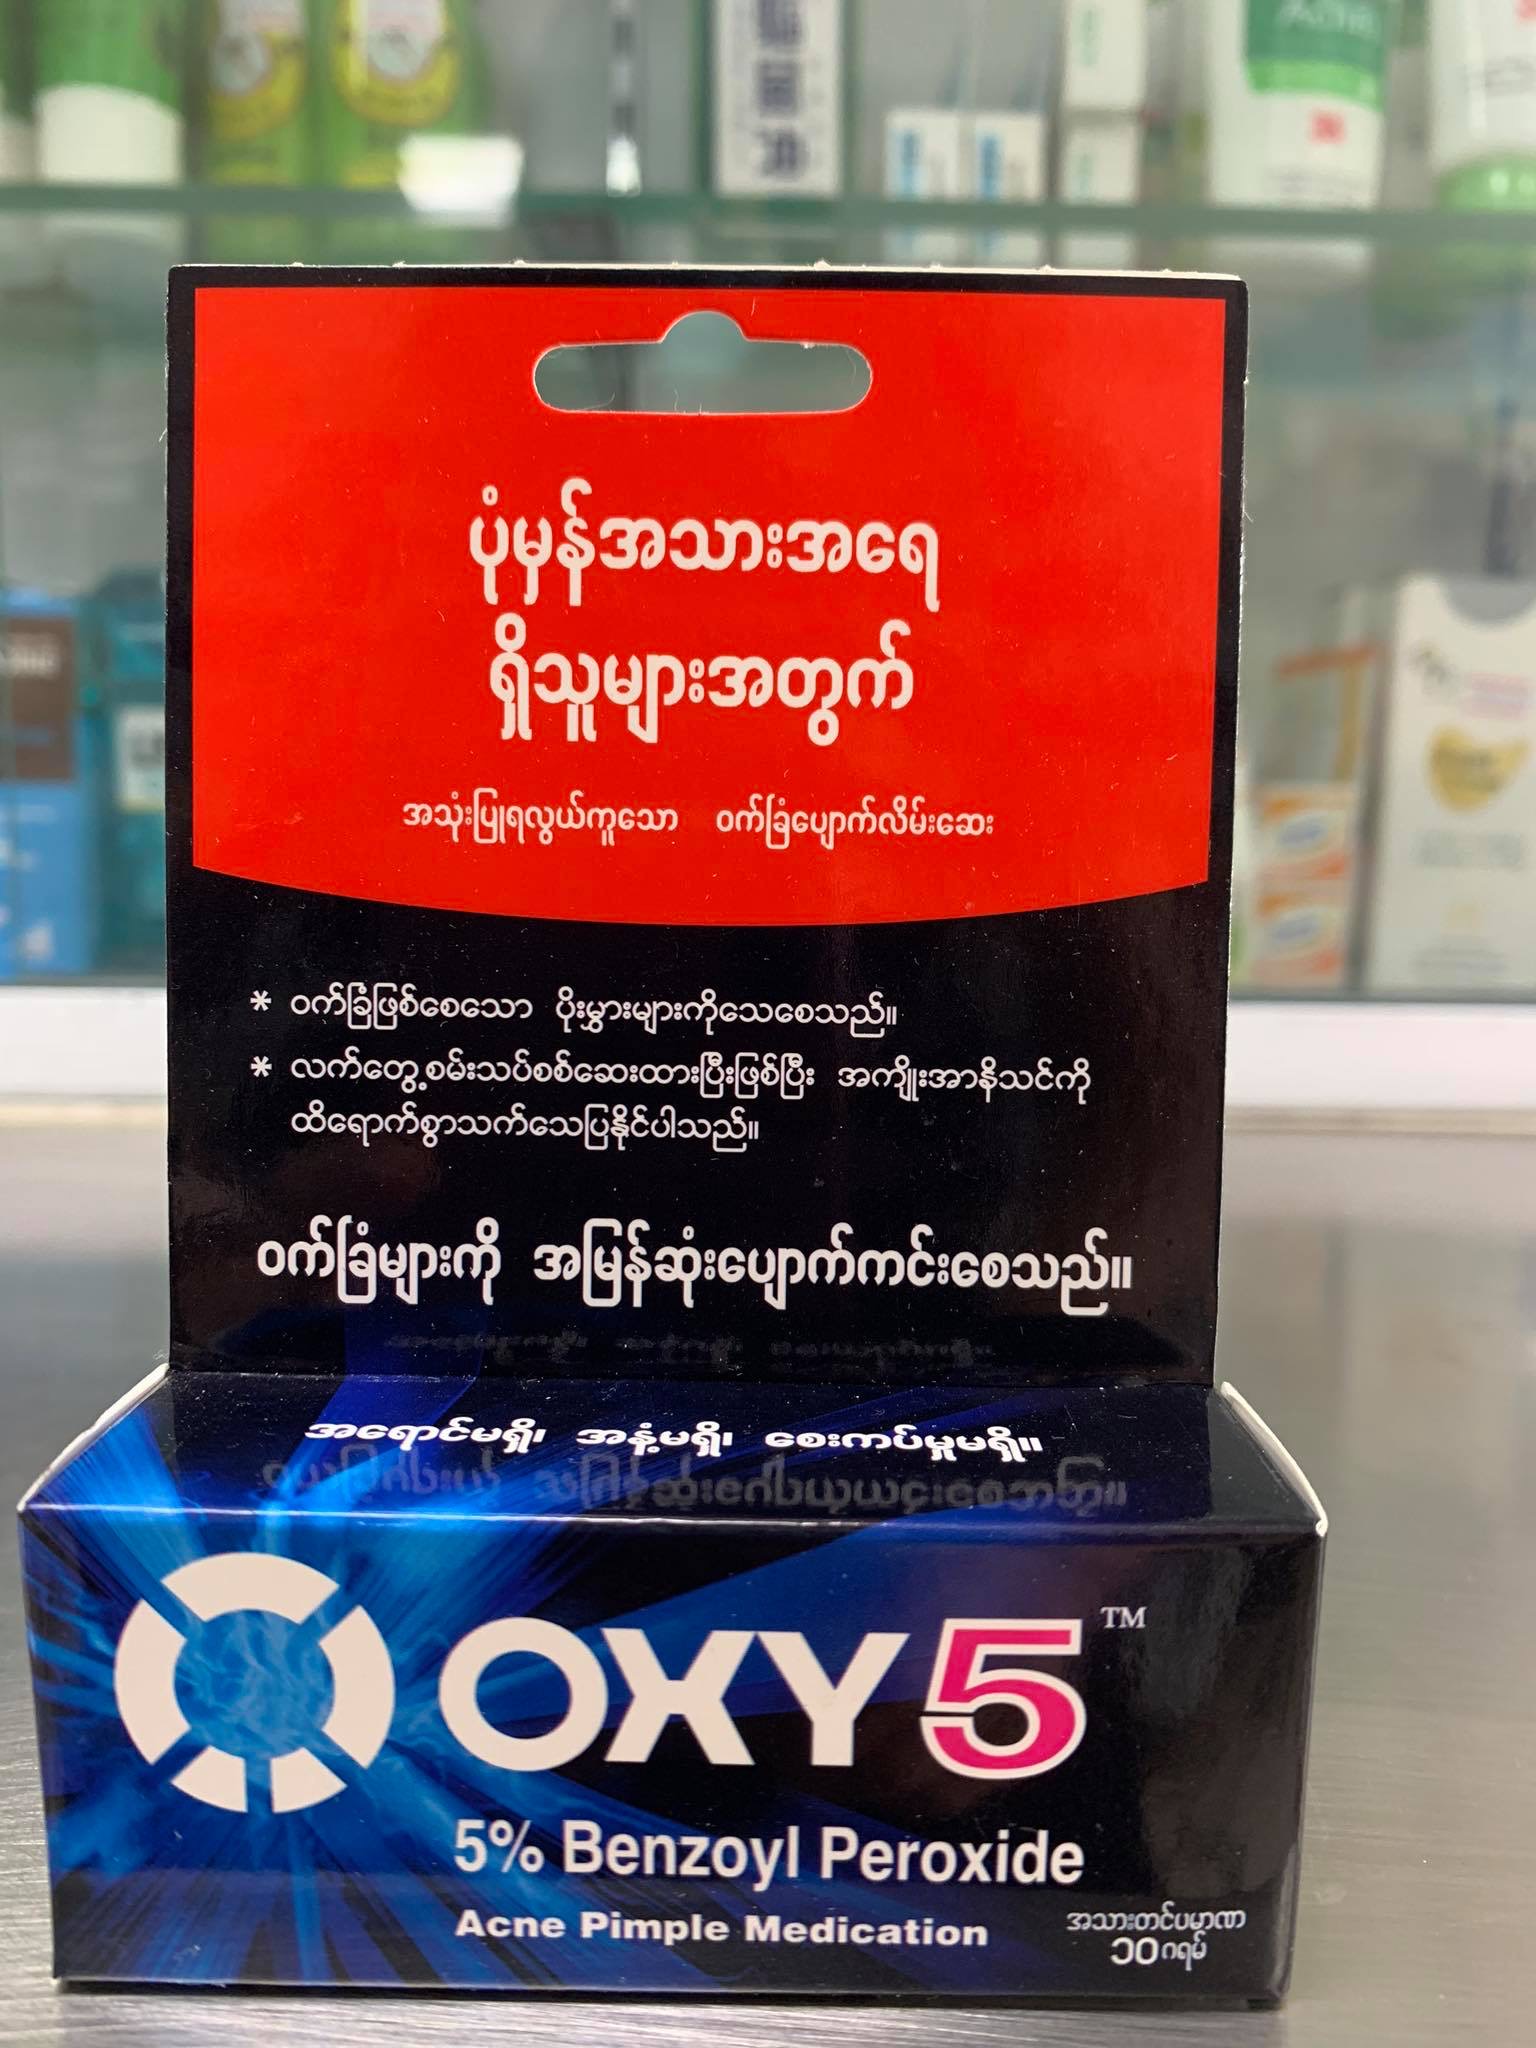 ပုံမှန်အသားအရေ
ရှိသူများအတွက်
အသုံးပြုရလွယ်ကူသော ဝက်ခြံပျောက်လိမ်းဆေး
* ဝက်ခြံဖြစ်စေသော ပိုးမွှားများကိုသေစေသည်။
* လက်တွေ့စမ်းသပ်စစ်ဆေးထားပြီးဖြစ်ပြီး အကျိုးအာနိသင်ကို
ထိရောက်စွာသက်သေပြနိုင်ပါသည်။
ဝက်ခြံများကို အမြန်ဆုံးပျောက်ကင်းစေသည်။
အရောင်မရှိ၊ အနံ့မရှိ၊ စေးကပ်မှုမရှိ။
OXY5™
5% Benzoyl Peroxide
Acne Pimple Medication
အသားတင်ပမာဏ
၁၀ဂရမ်